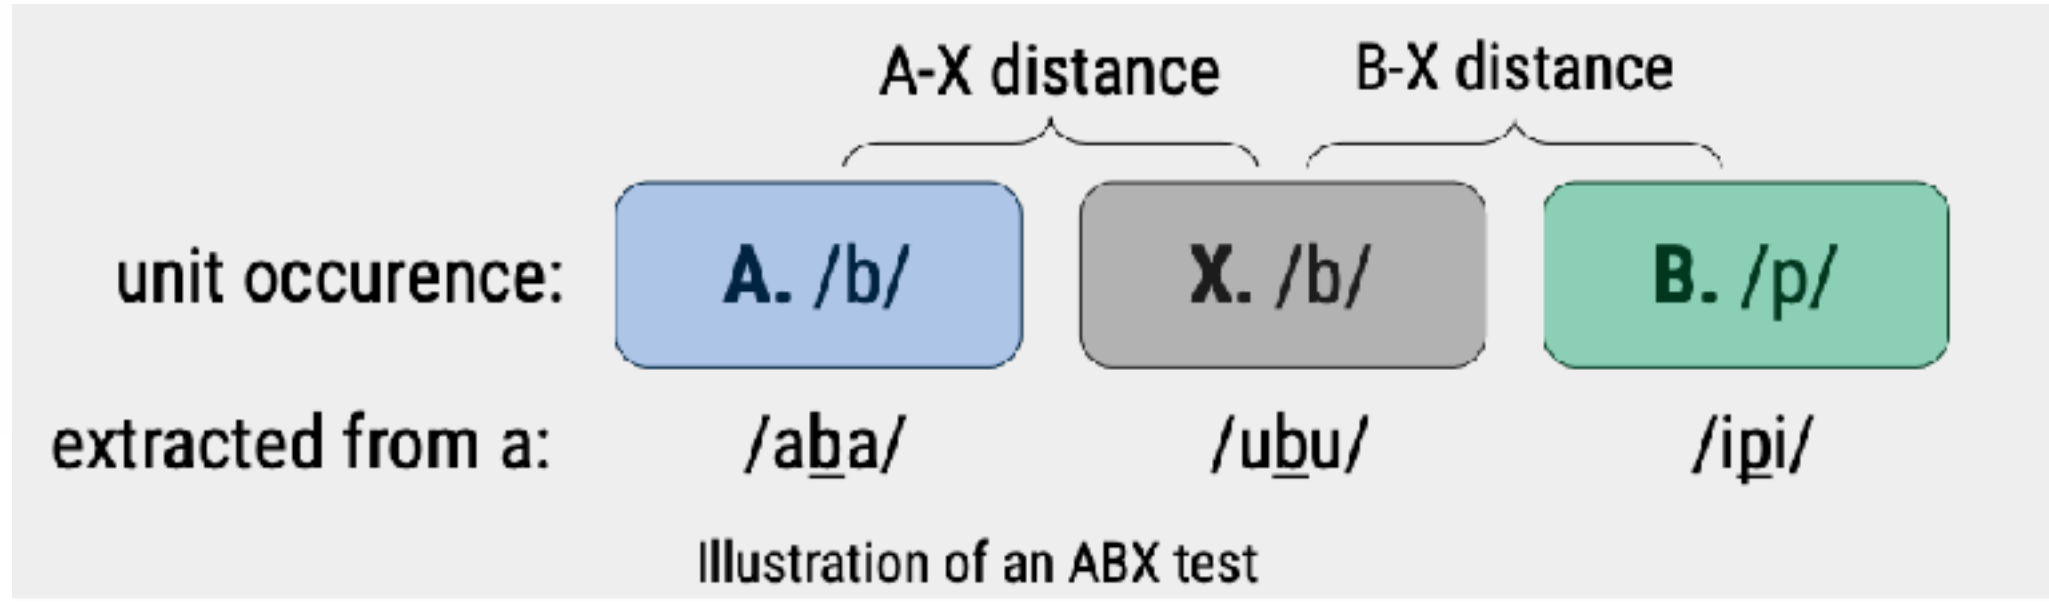 A-X distance B-X distance
unit occurence: A. /b/ X. /b/ B. /p/
extracted from a: /aba/ /ubu/ /ipi/
Illustration of an ABX test